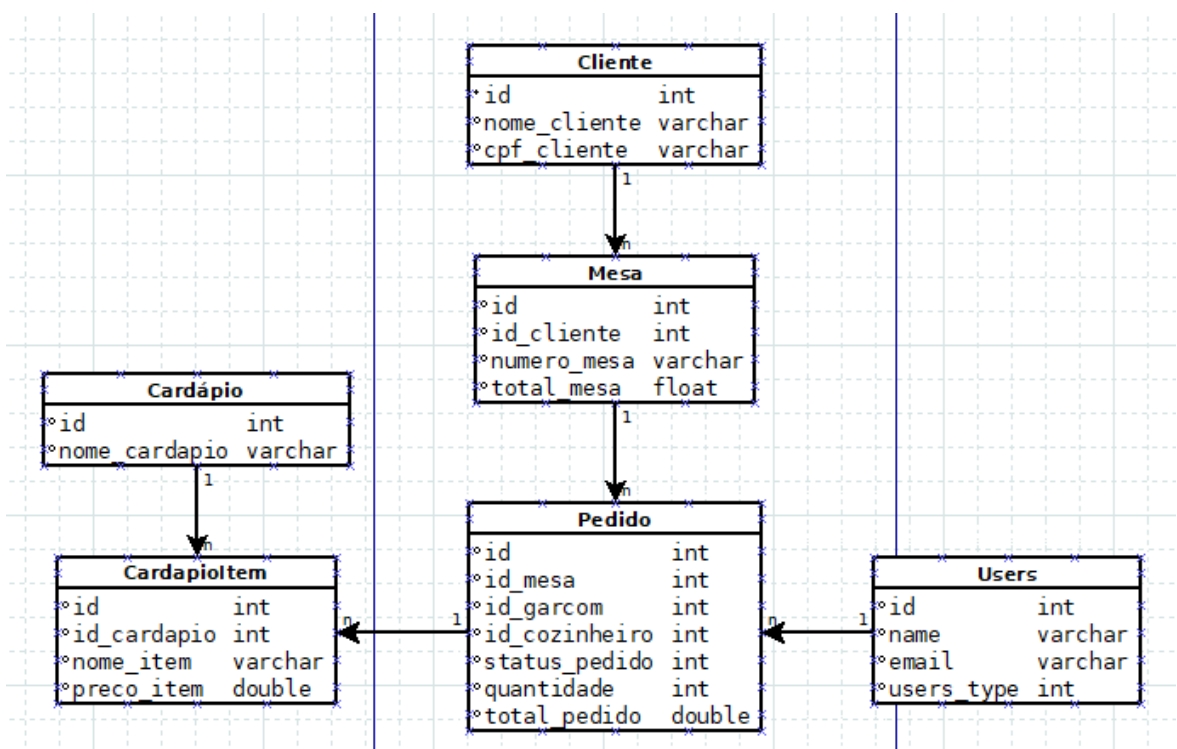 Cliente
id int
nome_cliente varchar
cpf_cliente varchar
1
n
Mesa
id int
id_cliente int
numero_mesa varchar
total_mesa float
1
n
Cardápio
id int
nome_cardapio varchar
1
n
CardapioItem
id int
id_cardapio int
nome_item varchar
preco_item double
n
1
Pedido
id int
id_mesa int
id_garcom int
id_cozinheiro int
status_pedido int
quantidade int
total_pedido double
n
1
Users
id int
name varchar
email varchar
users_type int